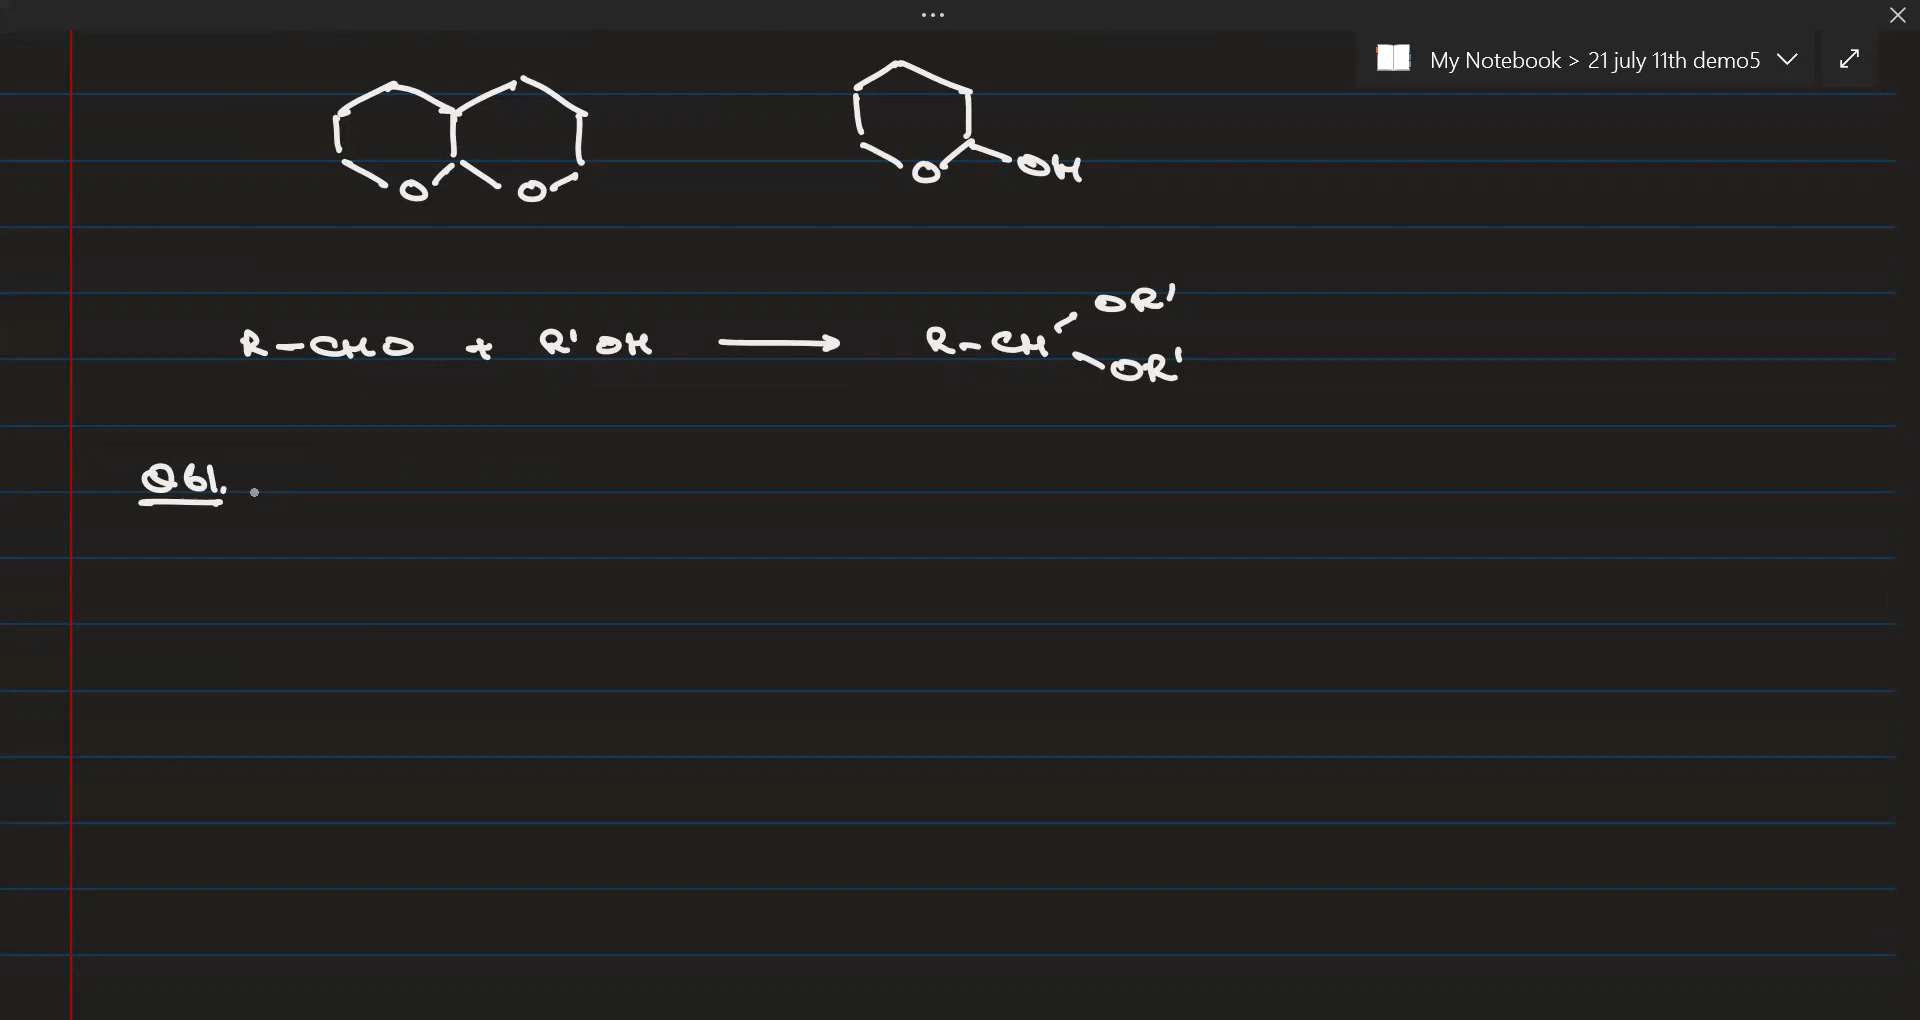 ...
My Notebook > 21 july 11th demo5
O O
O OH
R-CHO + R'OH ⟶ R-CH OR' OR'
Q61.